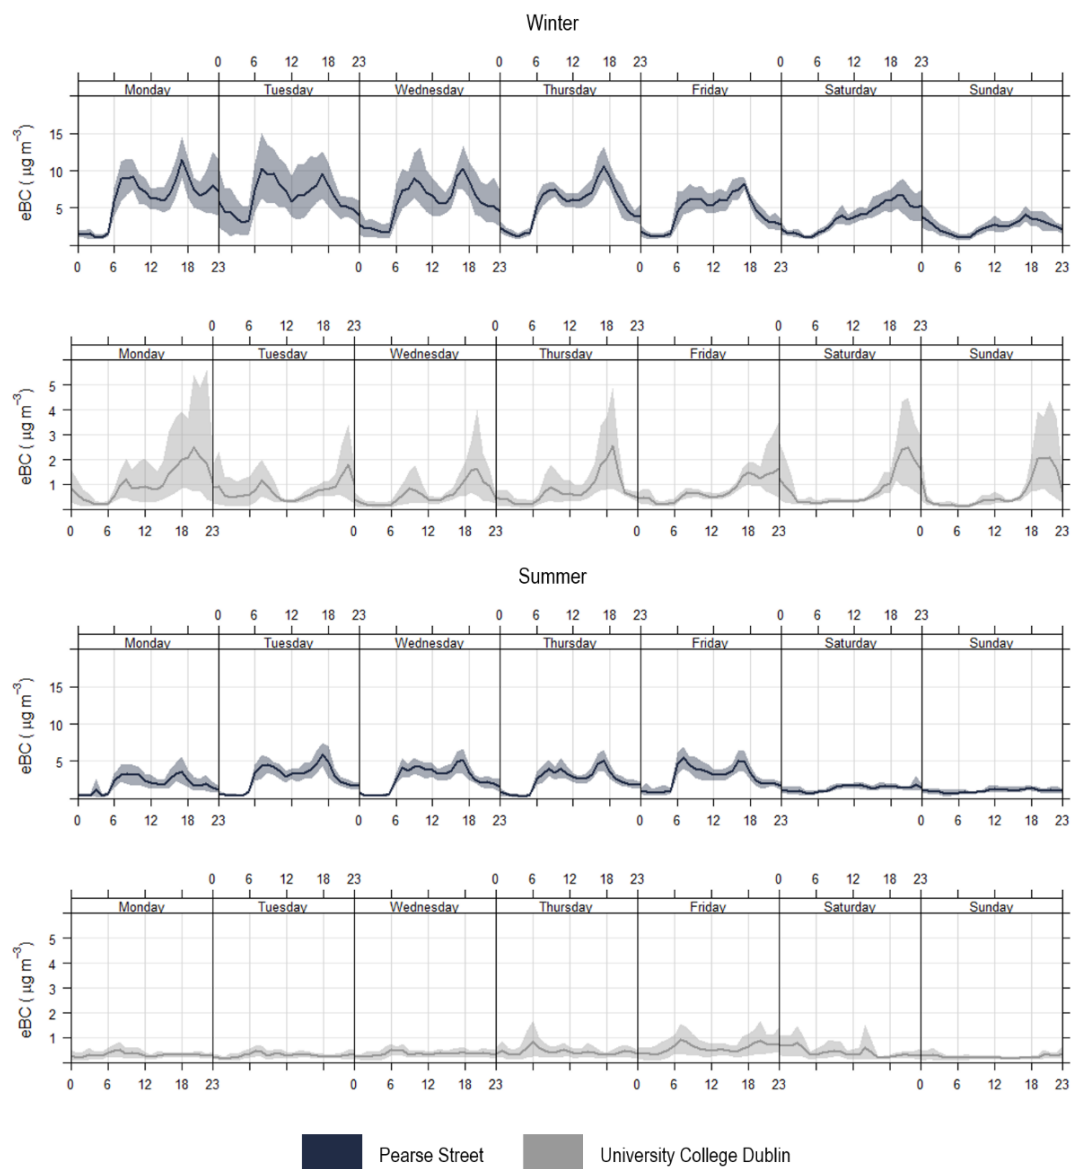 Winter
0 6 12 18 23 0 6 12 18 23
Monday Tuesday Wednesday Thursday Friday Saturday Sunday
15
10
5
eBC ( μg m⁻³)
0 6 12 18 23 0 6 12 18 23 0 6 12 18 23 0 6 12 18 23
0 6 12 18 23 0 6 12 18 23 0 6 12 18 23
Monday Tuesday Wednesday Thursday Friday Saturday Sunday
5
4
3
2
1
eBC ( μg m⁻³)
0 6 12 18 23 0 6 12 18 23 0 6 12 18 23 0 6 12 18 23
Summer
0 6 12 18 23 0 6 12 18 23 0 6 12 18 23
Monday Tuesday Wednesday Thursday Friday Saturday Sunday
15
10
5
eBC ( μg m⁻³)
0 6 12 18 23 0 6 12 18 23 0 6 12 18 23 0 6 12 18 23
0 6 12 18 23 0 6 12 18 23 0 6 12 18 23
Monday Tuesday Wednesday Thursday Friday Saturday Sunday
5
4
3
2
1
eBC ( μg m⁻³)
0 6 12 18 23 0 6 12 18 23 0 6 12 18 23 0 6 12 18 23
Pearse Street University College Dublin